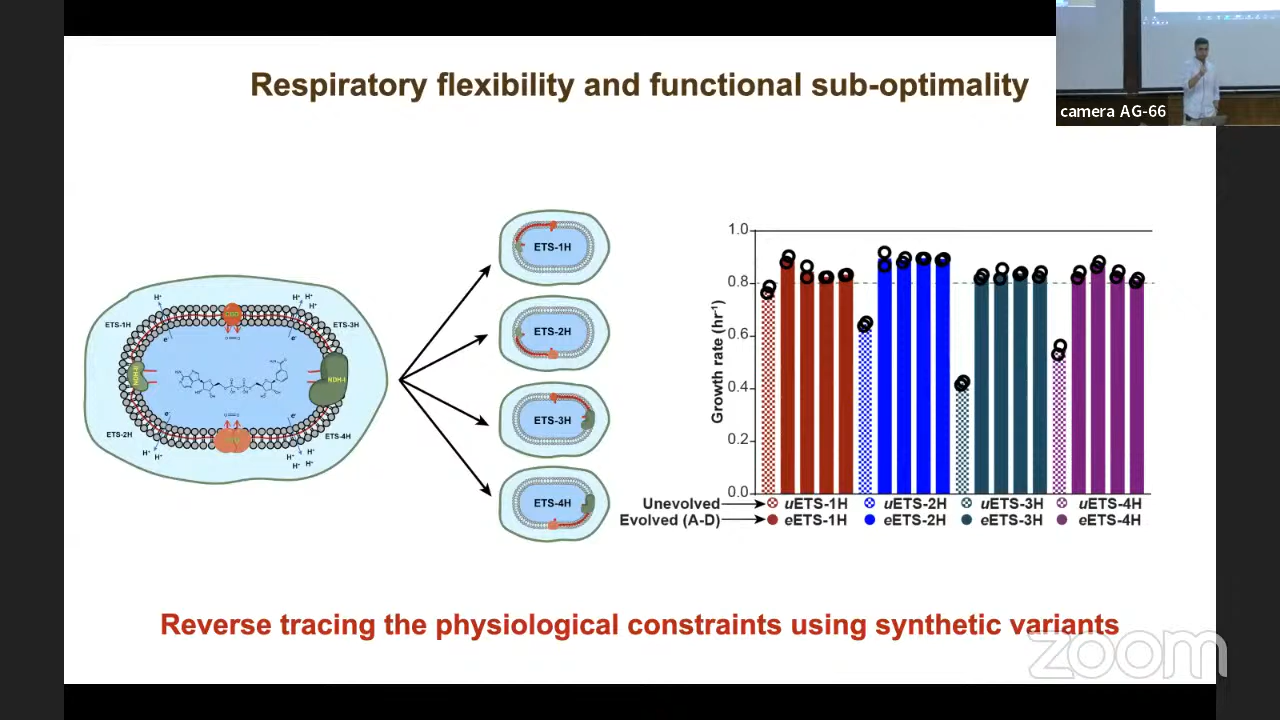 Respiratory flexibility and functional sub-optimality
camera AG-66
H⁺
H⁺ H⁺
H⁺
ETS-1H
ETS-3H
e⁻
e⁻
NDH-II
NDH-I
e⁻
e⁻
ETS-2H
ETS-4H
H⁺ H⁺
H⁺ H⁺
H⁺ H⁺
ETS-1H
ETS-2H
ETS-3H
ETS-4H
Growth rate (hr⁻¹)
1.0
0.8
0.6
0.4
0.2
0.0
Unevolved uETS-1H uETS-2H uETS-3H uETS-4H
Evolved (A-D) eETS-1H eETS-2H eETS-3H eETS-4H
Reverse tracing the physiological constraints using synthetic variants
zoom